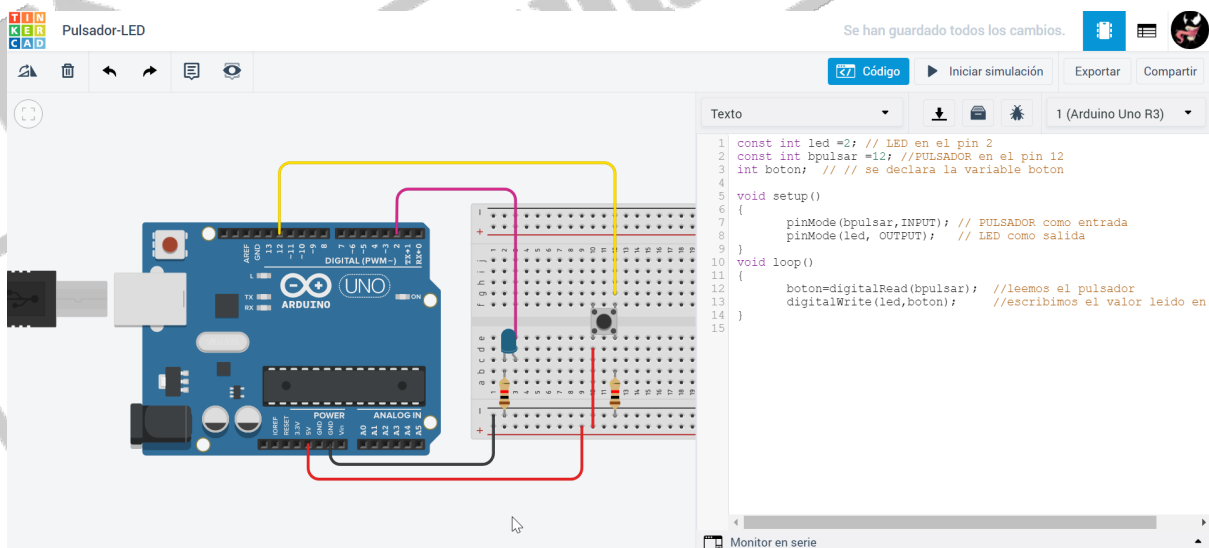 TIN
KER
CAD
Pulsador-LED
Se han guardado todos los cambios.
Código
Iniciar simulación
Exportar
Compartir
Texto
1 (Arduino Uno R3)
1 const int led =2; // LED en el pin 2
2 const int bpulsar =12; //PULSADOR en el pin 12
3 int boton; // // se declara la variable boton
4
5 void setup()
6 {
7 pinMode(bpulsar,INPUT); // PULSADOR como entrada
8 pinMode(led, OUTPUT); // LED como salida
9 }
10 void loop()
11 {
12 boton=digitalRead(bpulsar); //leemos el pulsador
13 digitalWrite(led,boton); //escribimos el valor leido en
14 }
15
AREF
GND
13
12
~11
~10
~9
8
7
~6
~5
4
~3
2
TX→1
RX←0
DIGITAL (PWM~)
L
TX
RX
UNO
ARDUINO
ON
POWER
ANALOG IN
IOREF
RESET
3.3V
5V
GND
GND
Vin
A0
A1
A2
A3
A4
A5
Monitor en serie